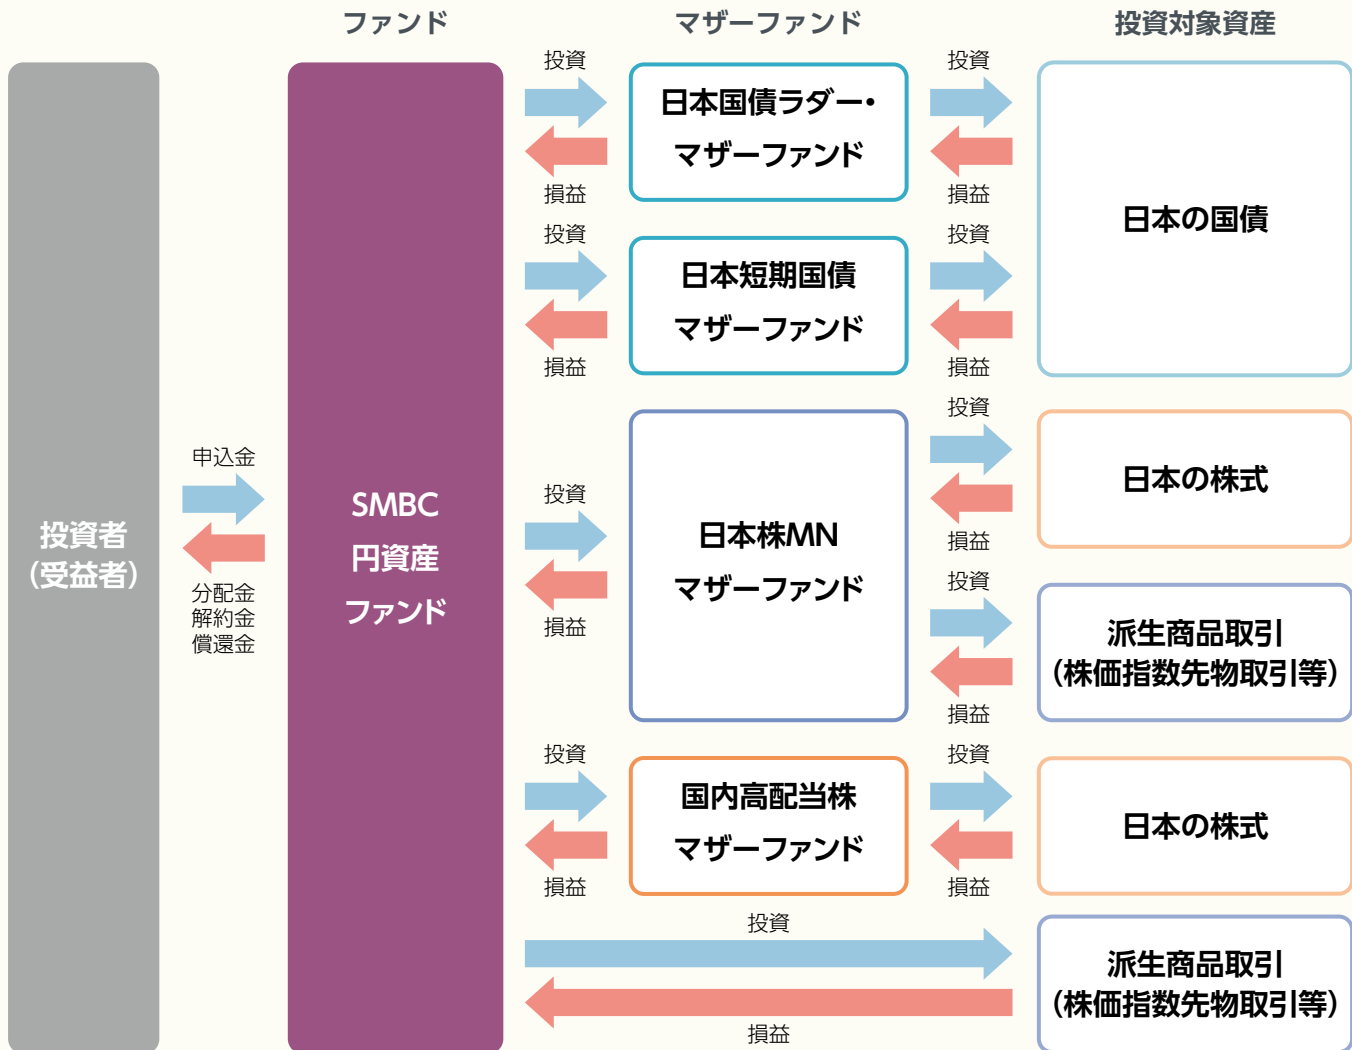 ファンド
マザーファンド
投資対象資産
投資者
(受益者)
申込金
分配金
解約金
償還金
SMBC
円資産
ファンド
投資
損益
日本国債ラダー・
マザーファンド
投資
損益
投資
損益
日本短期国債
マザーファンド
投資
損益
日本の国債
投資
損益
日本株MN
マザーファンド
投資
損益
日本の株式
投資
損益
派生商品取引
(株価指数先物取引等)
投資
損益
国内高配当株
マザーファンド
投資
損益
日本の株式
投資
損益
派生商品取引
(株価指数先物取引等)